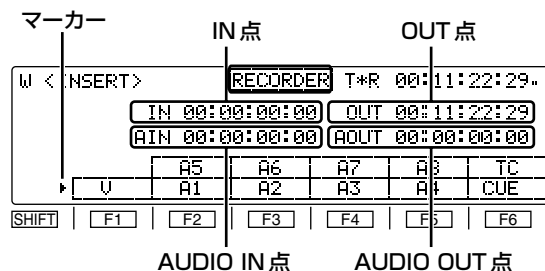 マーカー
IN点 OUT点
W <INSERT> RECORDER T*R 00:11:22:29
IN 00:00:00:00 OUT 00:11:22:29
AIN 00:00:00:00 AOUT 00:00:00:00
A5 A6 A7 A8 TC
V A1 A2 A3 A4 CUE
SHIFT F1 F2 F3 F4 F5 F6
AUDIO IN点 AUDIO OUT点